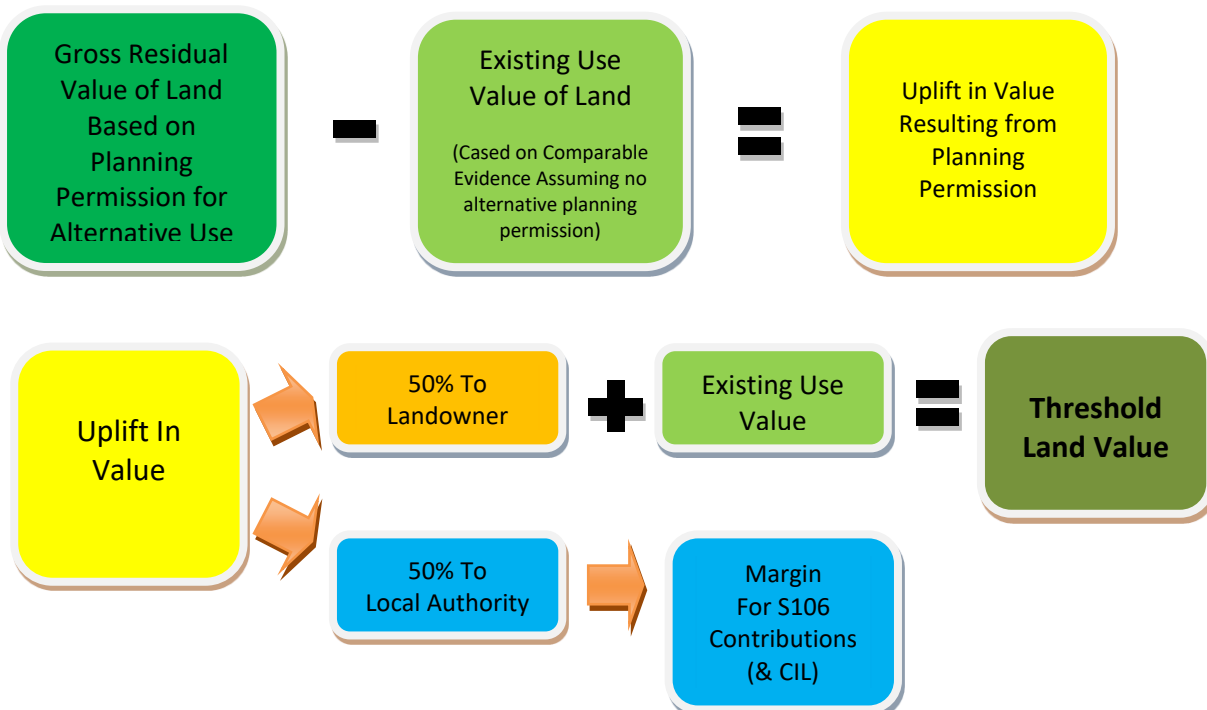 Gross Residual
Value of Land
Based on
Planning
Permission for
Alternative Use
Existing Use
Value of Land
(Cased on Comparable
Evidence Assuming no
alternative planning
permission)
Uplift in Value
Resulting from
Planning
Permission
Uplift In
Value
50% To
Landowner
Existing Use
Value
Threshold
Land Value
50% To
Local Authority
Margin
For S106
Contributions
(& CIL)